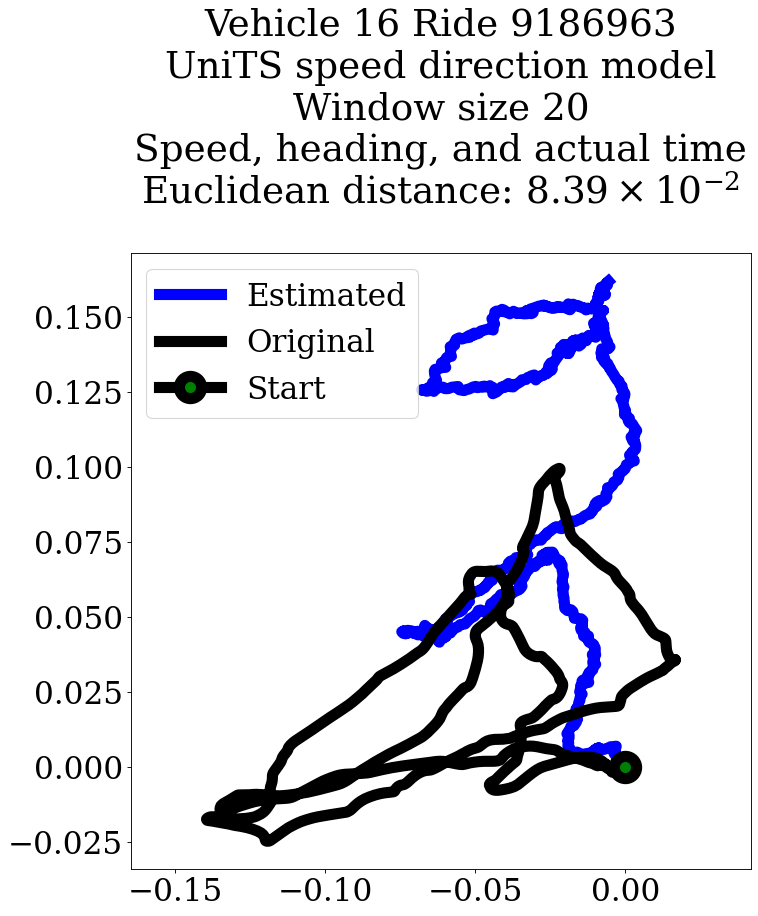 Vehicle 16 Ride 9186963
UniTS speed direction model
Window size 20
Speed, heading, and actual time
Euclidean distance: 8.39 × 10⁻²
Estimated
Original
Start
0.150
0.125
0.100
0.075
0.050
0.025
0.000
−0.025
−0.15 −0.10 −0.05 0.00